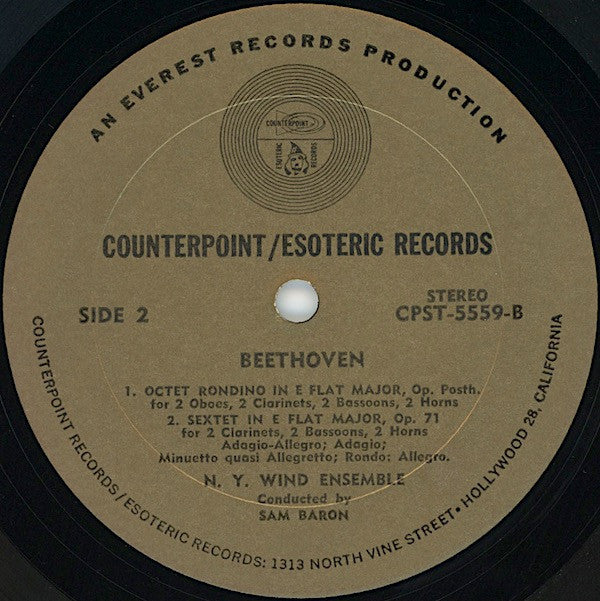 AN EVEREST RECORDS PRODUCTION
COUNTERPOINT
ESOTERIC RECORDS
COUNTERPOINT/ESOTERIC RECORDS
SIDE 2
STEREO
CPST-5559-B
BEETHOVEN
1. OCTET RONDINO IN E FLAT MAJOR, Op. Posth.
for 2 Oboes, 2 Clarinets, 2 Bassoons, 2 Horns
2. SEXTET IN E FLAT MAJOR, Op. 71
for 2 Clarinets, 2 Bassoons, 2 Horns
Adagio-Allegro; Adagio;
Minuetto quasi Allegretto; Rondo: Allegro.
N. Y. WIND ENSEMBLE
Conducted by
SAM BARON
COUNTERPOINT RECORDS/ESOTERIC RECORDS: 1313 NORTH VINE STREET • HOLLYWOOD 28, CALIFORNIA